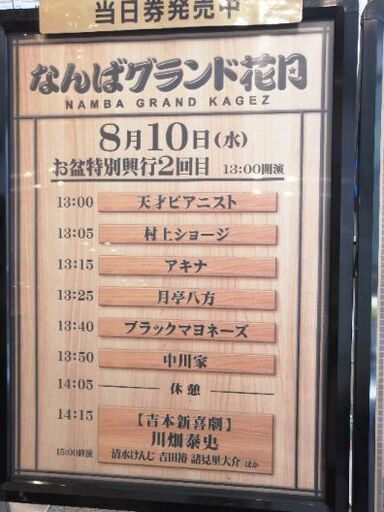 当日券発売中
なんばグランド花月
NAMBA GRAND KAGEZ
8月10日(水)
お盆特別興行2回目 13:00開演
13:00 天才ピアニスト
13:05 村上ショージ
13:15 アキナ
13:25 月亭八方
13:40 ブラックマヨネーズ
13:50 中川家
14:05 休憩
14:15 【吉本新喜劇】
川畑泰史
15:00終演 清水けんじ 吉田裕 諸見里大介 ほか